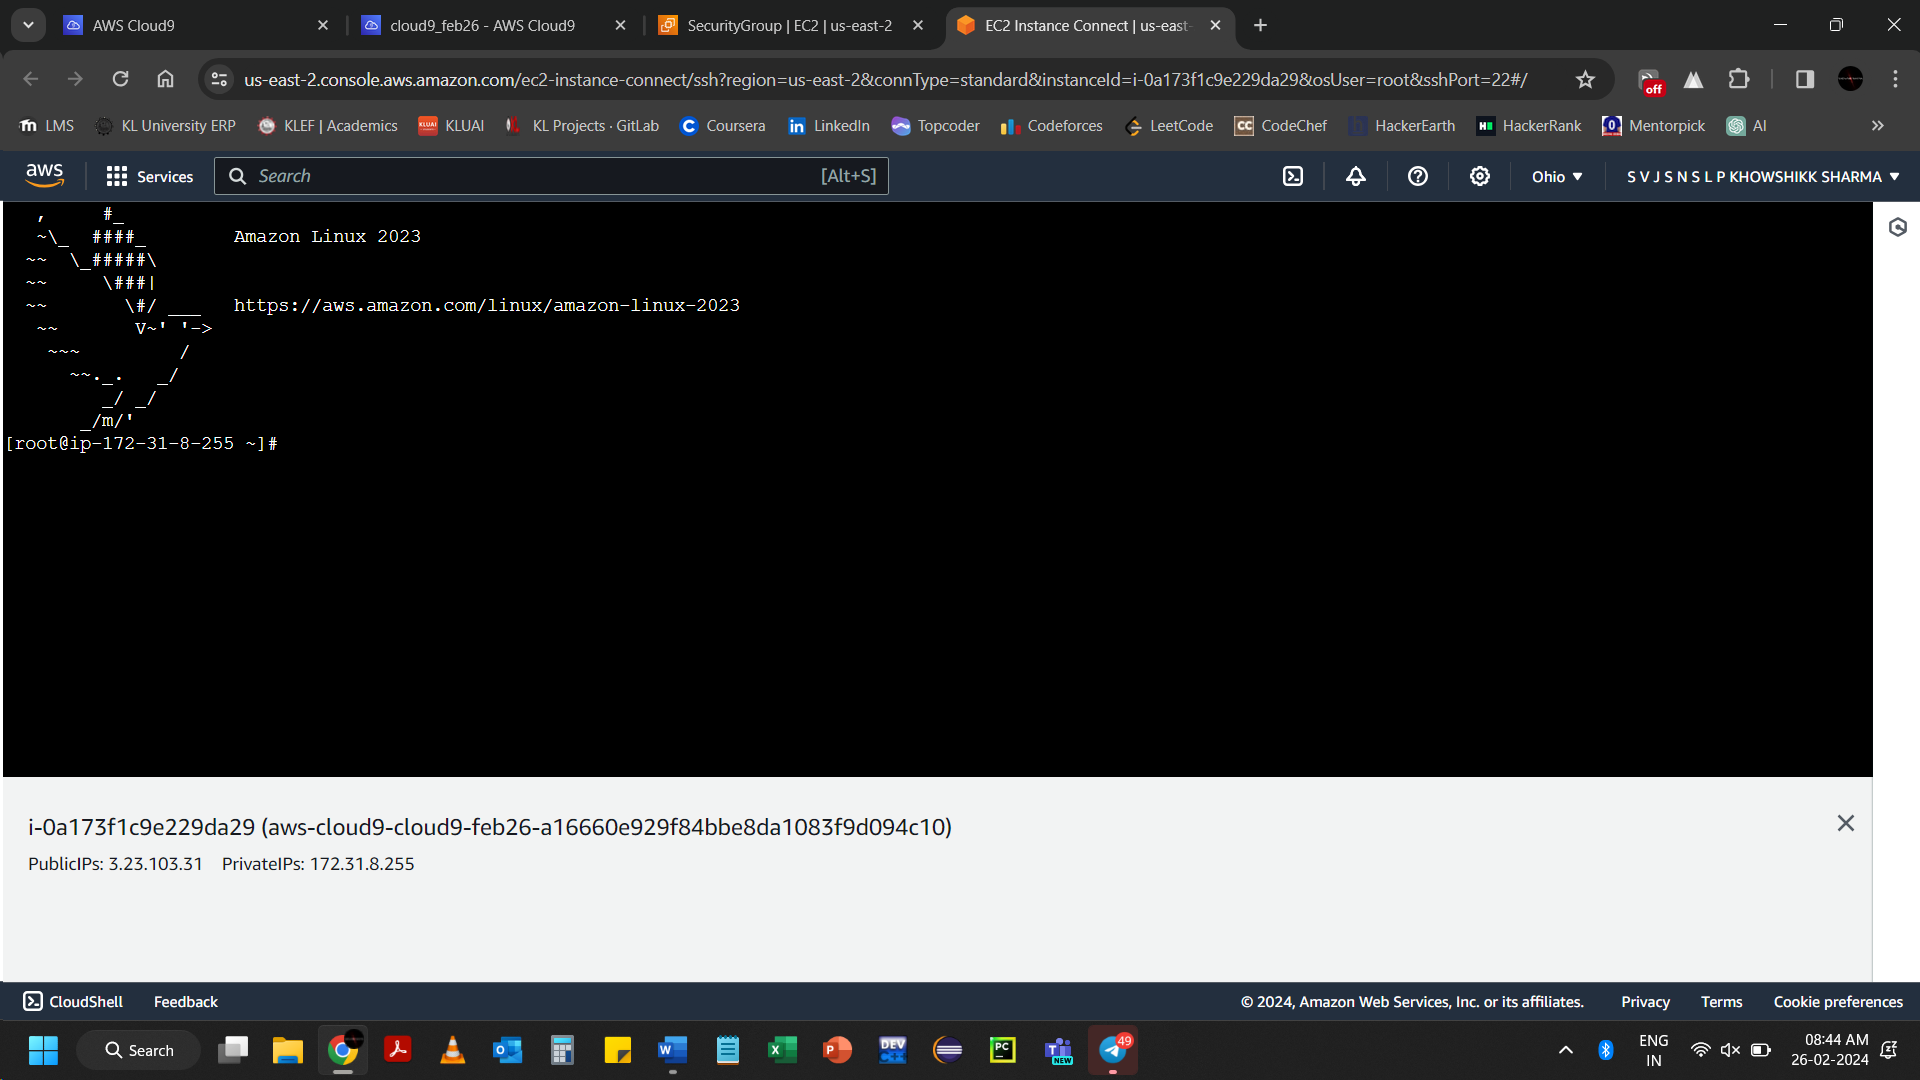 AWS Cloud9
cloud9_feb26 - AWS Cloud9
SecurityGroup | EC2 | us-east-2
EC2 Instance Connect | us-east-
us-east-2.console.aws.amazon.com/ec2-instance-connect/ssh?region=us-east-2&connType=standard&instanceId=i-0a173f1c9e229da29&osUser=root&sshPort=22#/
off
LMS
KL University ERP
KLEF | Academics
KLUAI
KL Projects · GitLab
Coursera
LinkedIn
Topcoder
Codeforces
LeetCode
CodeChef
HackerEarth
HackerRank
Mentorpick
AI
aws
Services
Search
[Alt+S]
Ohio
S V J S N S L P KHOWSHIKK SHARMA
   ,     #_
   ~\_  ####_        Amazon Linux 2023
  ~~  \_#####\
  ~~     \###|
  ~~       \#/ ___   https://aws.amazon.com/linux/amazon-linux-2023
   ~~       V~' '->
    ~~~         /
      ~~._.   _/
         _/ _/
       _/m/'
[root@ip-172-31-8-255 ~]#
i-0a173f1c9e229da29 (aws-cloud9-cloud9-feb26-a16660e929f84bbe8da1083f9d094c10)
PublicIPs: 3.23.103.31 PrivateIPs: 172.31.8.255
CloudShell
Feedback
© 2024, Amazon Web Services, Inc. or its affiliates.
Privacy
Terms
Cookie preferences
Search
DEV
PC
NEW
49
ENG
IN
08:44 AM
26-02-2024